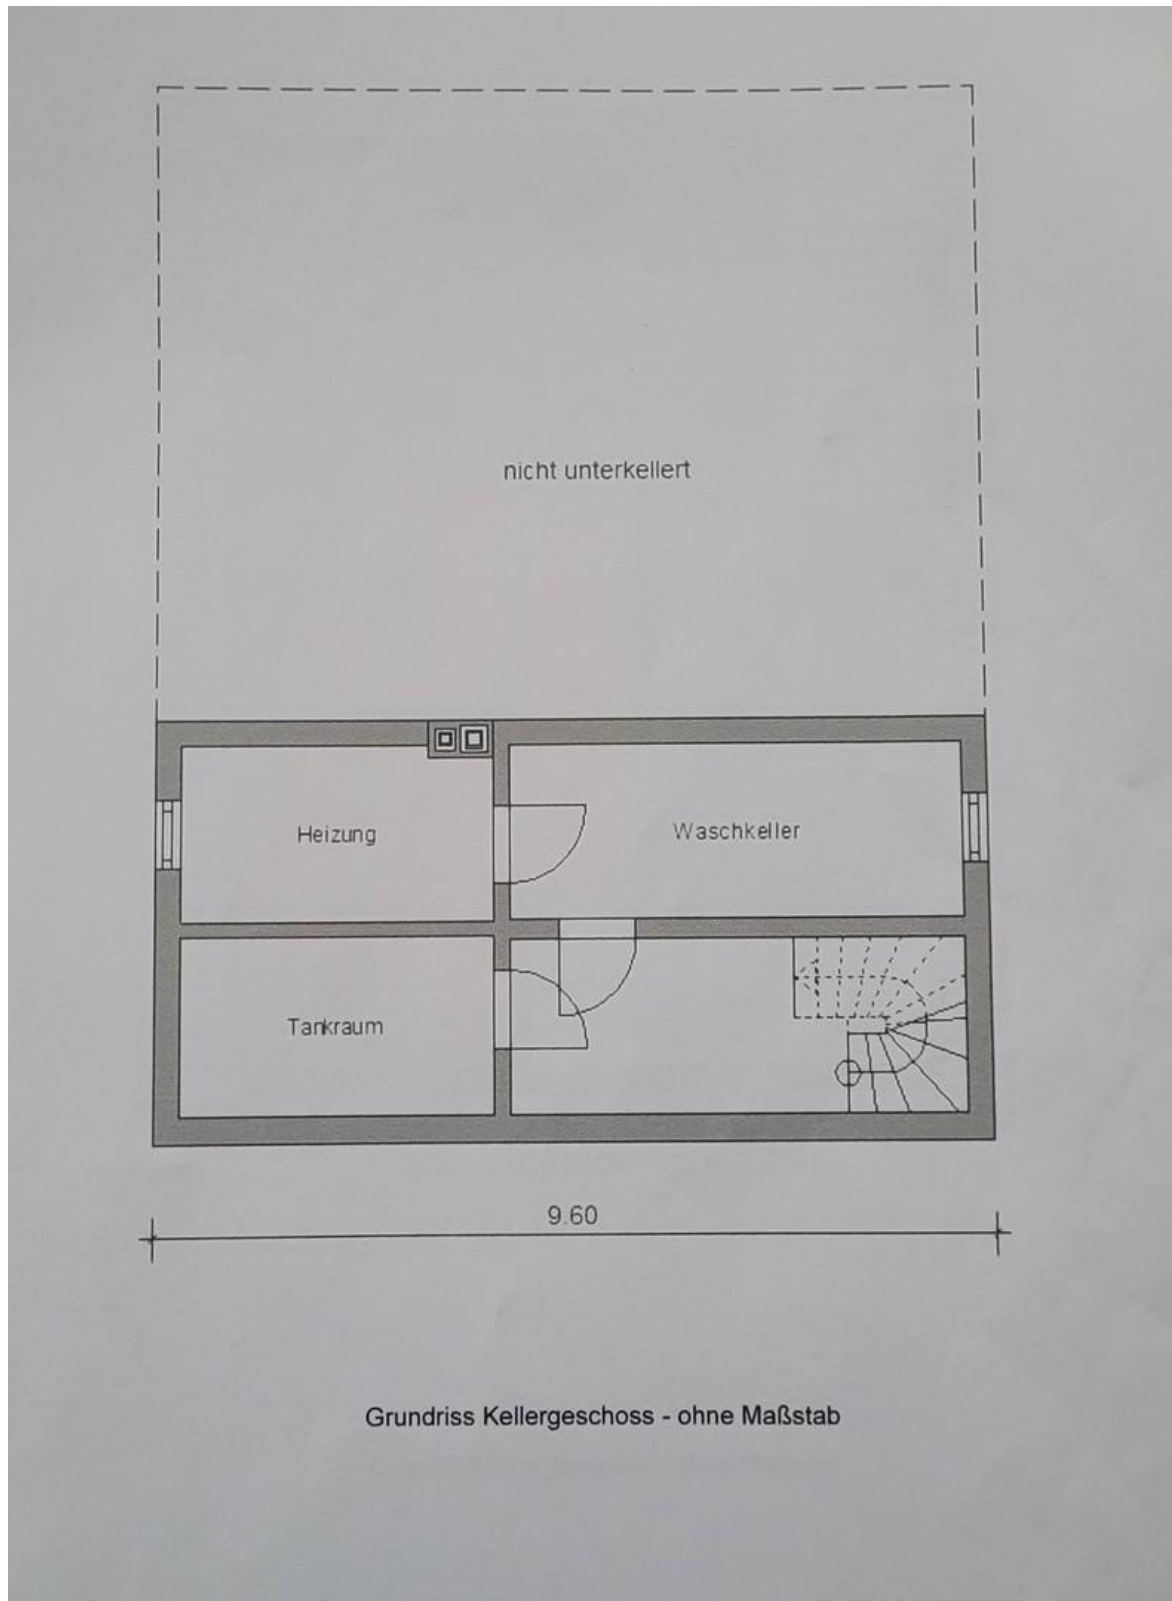 nicht unterkellert
Heizung
Waschkeller
Tankraum
9.60
Grundriss Kellergeschoss - ohne Maßstab